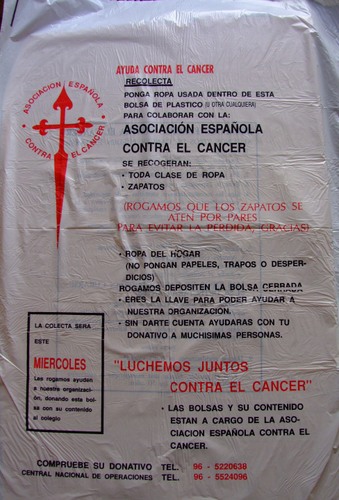 ASOCIACION ESPAÑOLA
CONTRA EL CANCER
AYUDA CONTRA EL CANCER
RECOLECTA
PONGA ROPA USADA DENTRO DE ESTA
BOLSA DE PLASTICO (U OTRA CUALQUIERA)
PARA COLABORAR CON LA:
ASOCIACIÓN ESPAÑOLA
CONTRA EL CANCER
SE RECOGERAN:
• TODA CLASE DE ROPA
• ZAPATOS
(ROGAMOS QUE LOS ZAPATOS SE
ATEN POR PARES
PARA EVITAR LA PERDIDA, GRACIAS)
• ROPA DEL HOGAR
(NO PONGAN PAPELES, TRAPOS O DESPER-
DICIOS)
ROGAMOS DEPOSITEN LA BOLSA CERRADA
• ERES LA LLAVE PARA PODER AYUDAR A
NUESTRA ORGANIZACIÓN.
• SIN DARTE CUENTA AYUDARAS CON TU
DONATIVO A MUCHISIMAS PERSONAS.
LA COLECTA SERA
ESTE
MIERCOLES
Les rogamos ayuden
a nuestra organizaci-
ón, donando esta bol-
sa con su contenido
al colegio
"LUCHEMOS JUNTOS
CONTRA EL CANCER"
• LAS BOLSAS Y SU CONTENIDO
ESTAN A CARGO DE LA ASO-
CIACION ESPAÑOLA CONTRA EL
CANCER.
COMPRUEBE SU DONATIVO TEL. 96 - 5220638
CENTRAL NACIONAL DE OPERACIONES TEL. 96 - 5524096